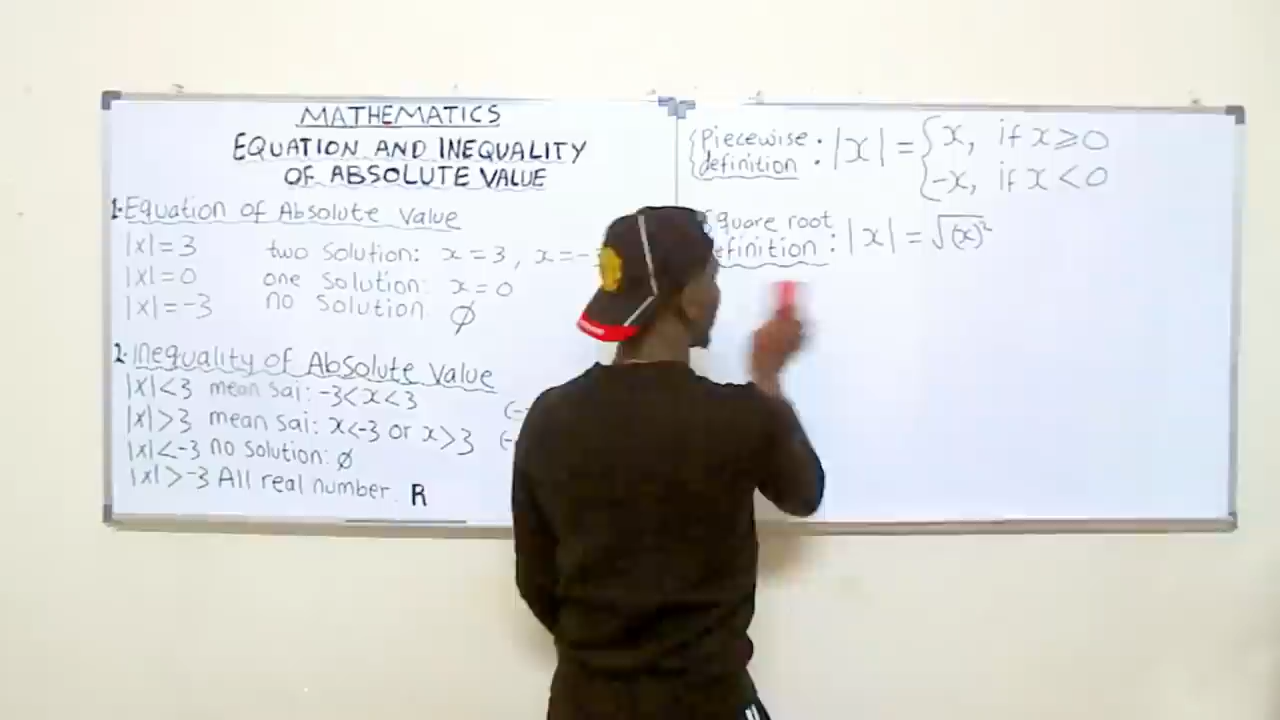 MATHEMATICS
EQUATION AND INEQUALITY
OF ABSOLUTE VALUE
1. Equation of Absolute Value
|x|=3 two solution: x=3, x=-
|x|=0 one solution: x=0
|x|=-3 no solution ∅
2. Inequality of Absolute Value
|x|<3 mean sai: -3<x<3 (-
|x|>3 mean sai: x<-3 or x>3 (-
|x|<-3 no solution: ∅
|x|>-3 All real number. R
Piecewise definition: |x| = { x, if x⩾0
-x, if x<0
quare root
efinition: |x| = √(x)²